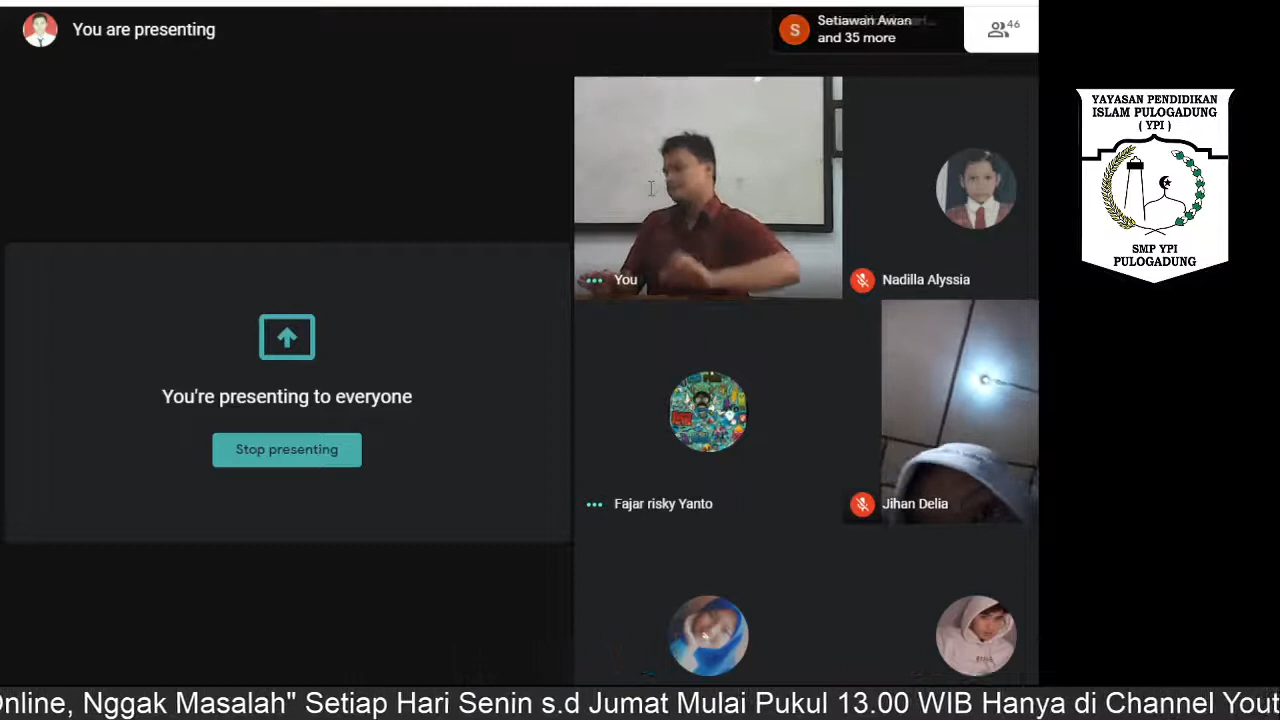 You are presenting
S
Setiawan Awan
and 35 more
46
YAYASAN PENDIDIKAN
ISLAM PULOGADUNG
( YPI )
SMP YPI
PULOGADUNG
You
Nadilla Alyssia
You're presenting to everyone
Stop presenting
Fajar risky Yanto
Jihan Delia
Online, Nggak Masalah" Setiap Hari Senin s.d Jumat Mulai Pukul 13.00 WIB Hanya di Channel Yout